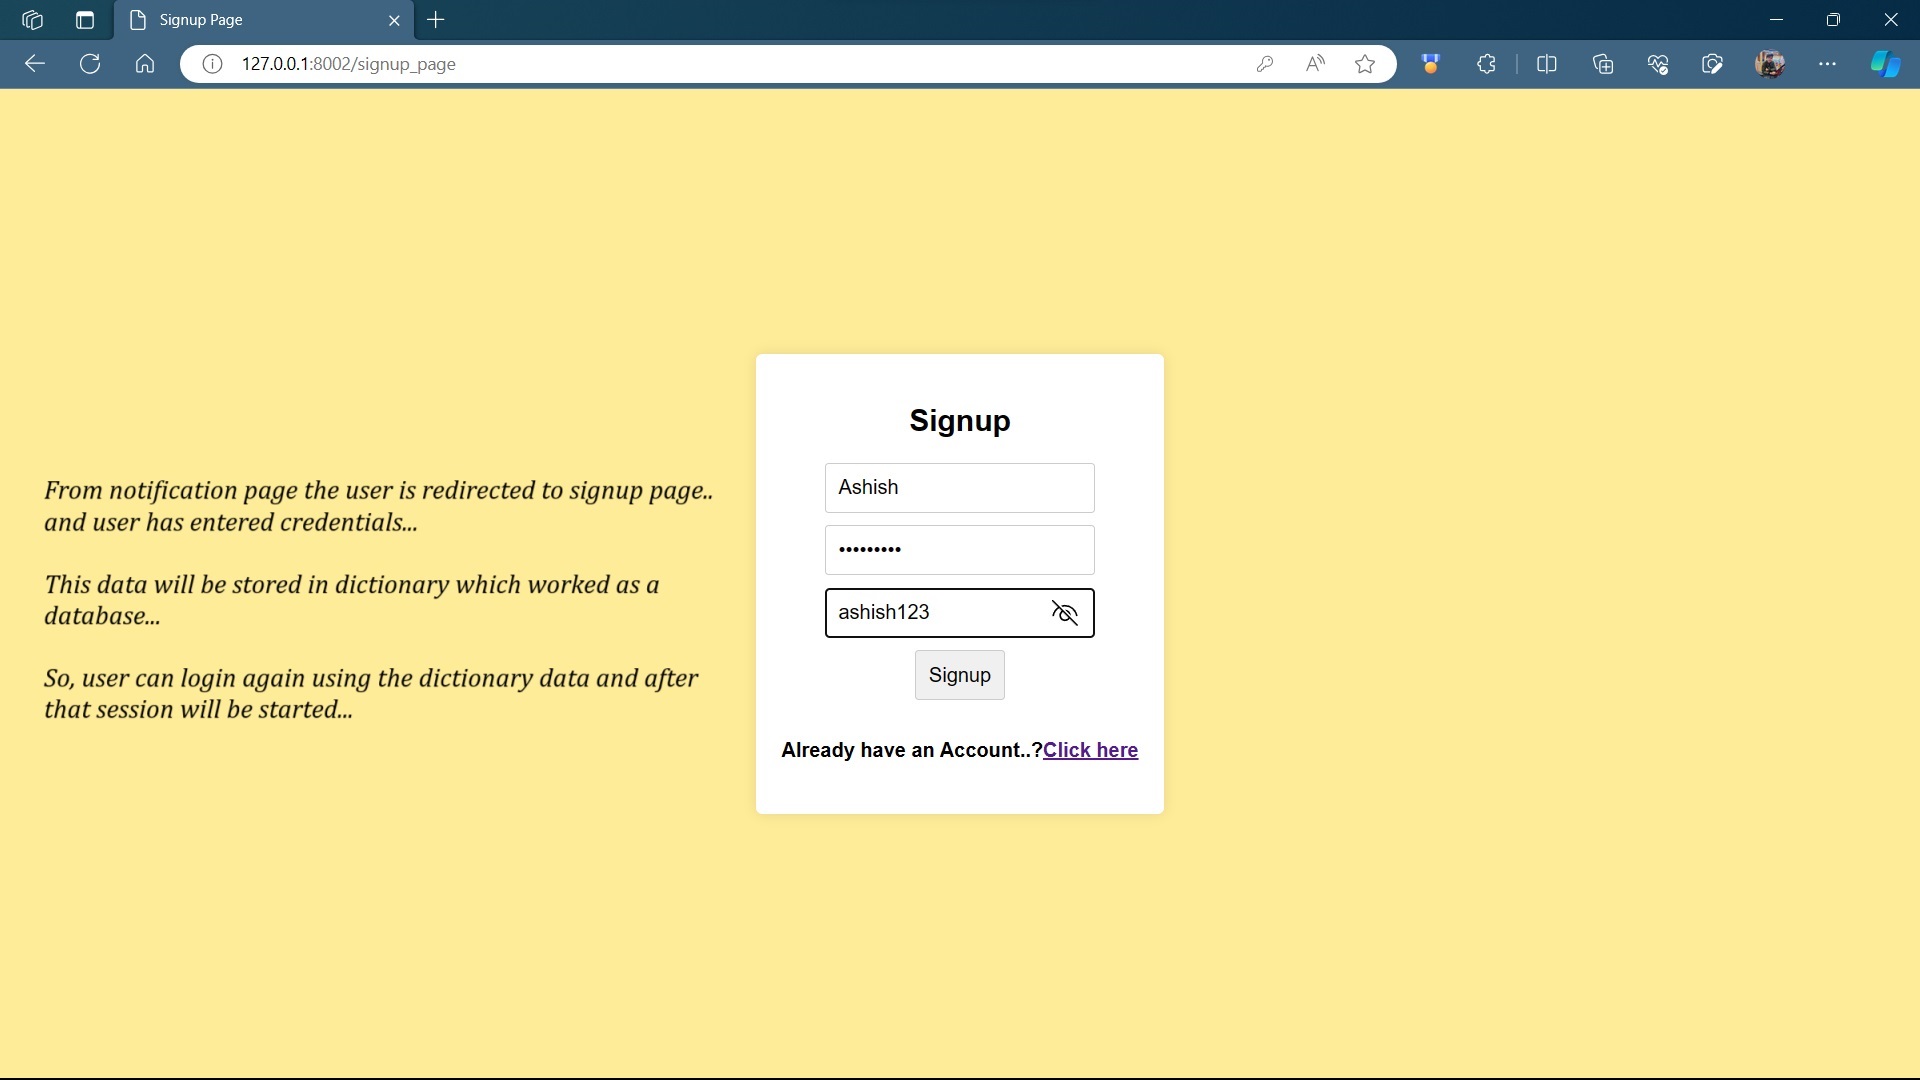 Signup Page
127.0.0.1:8002/signup_page
Signup
Ashish
•••••••••
ashish123
Signup
Already have an Account..?Click here
From notification page the user is redirected to signup page..
and user has entered credentials...
This data will be stored in dictionary which worked as a
database...
So, user can login again using the dictionary data and after
that session will be started...